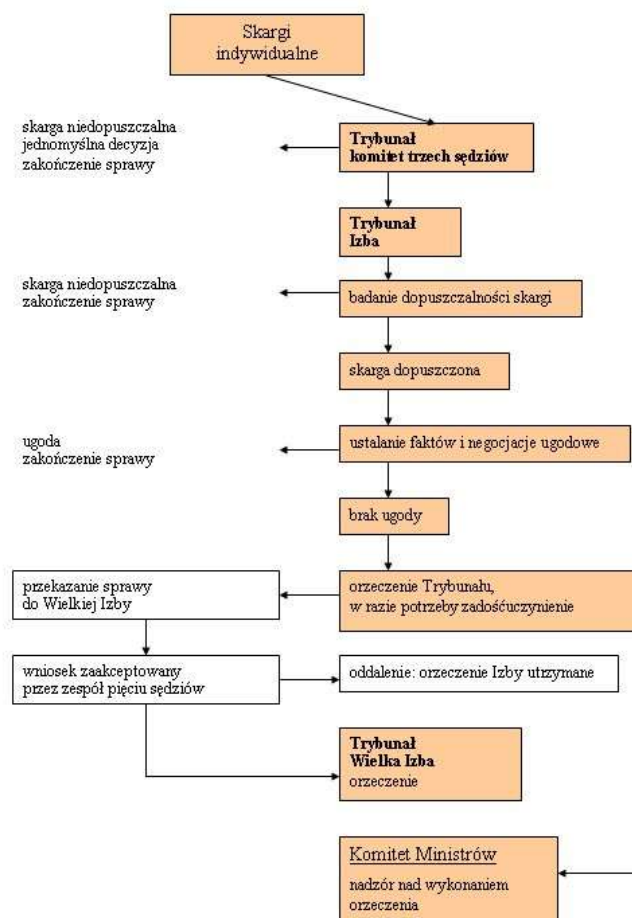 Skargi
indywidualne
skarga niedopuszczalna
jednomyślna decyzja
zakończenie sprawy
Trybunał
komitet trzech sędziów
Trybunał
Izba
skarga niedopuszczalna
zakończenie sprawy
badanie dopuszczalności skargi
skarga dopuszczona
ugoda
zakończenie sprawy
ustalanie faktów i negocjacje ugodowe
brak ugody
przekazanie sprawy
do Wielkiej Izby
orzeczenie Trybunału,
w razie potrzeby zadośćuczynienie
wniosek zaakceptowany
przez zespół pięciu sędziów
oddalenie: orzeczenie Izby utrzymane
Trybunał
Wielka Izba
orzeczenie
Komitet Ministrów
nadzór nad wykonaniem
orzeczenia